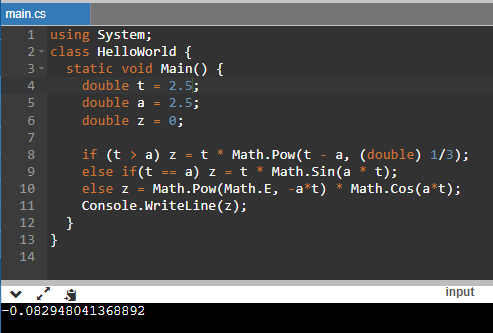 main.cs
1 using System;
2 class HelloWorld {
3 static void Main() {
4 double t = 2.5;
5 double a = 2.5;
6 double z = 0;
7
8 if (t > a) z = t * Math.Pow(t - a, (double) 1/3);
9 else if(t == a) z = t * Math.Sin(a * t);
10 else z = Math.Pow(Math.E, -a*t) * Math.Cos(a*t);
11 Console.WriteLine(z);
12 }
13 }
14
input
-0.082948041368892